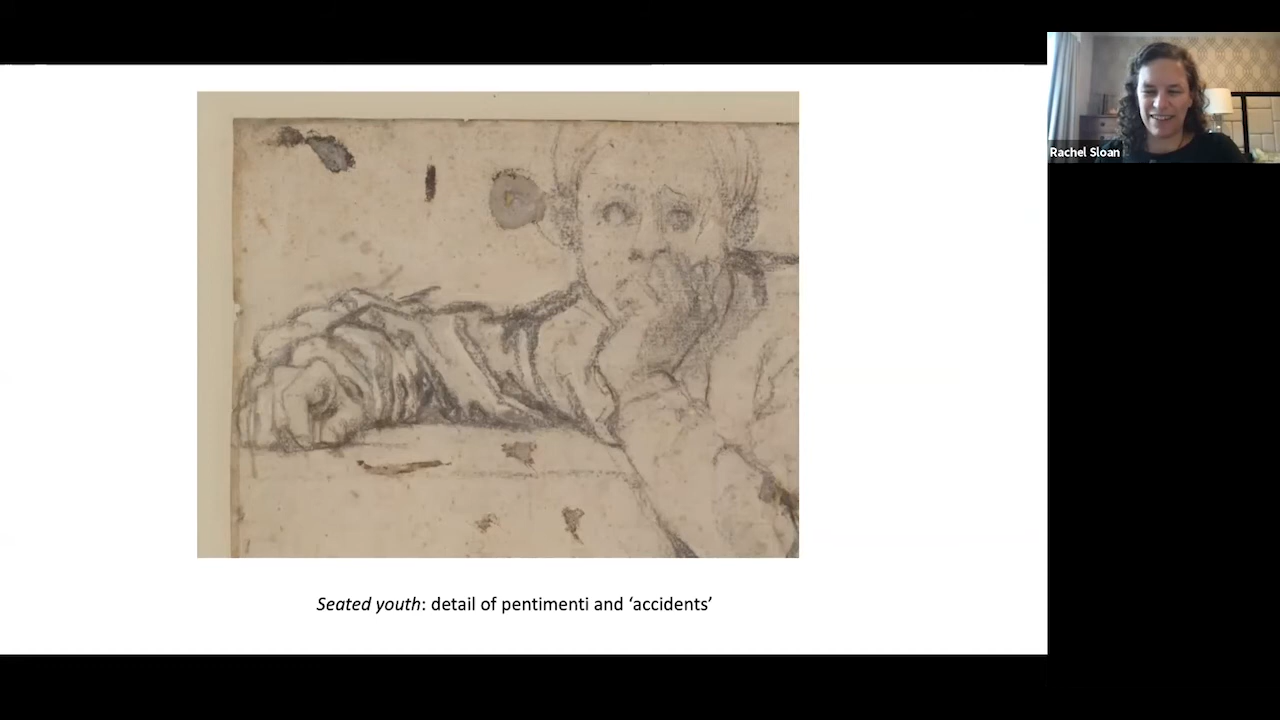 Rachel Sloan
Seated youth: detail of pentimenti and ‘accidents’